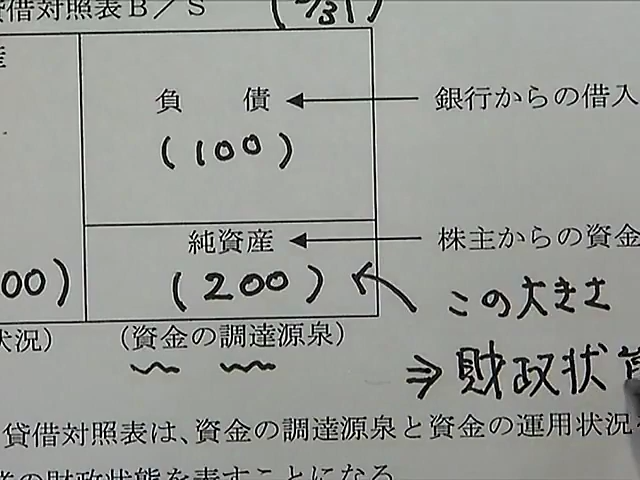 貸借対照表B/S (3/31)
産
負 債 ← 銀行からの借入
(100)
純資産 ← 株主からの資金
00) (200) この大きさ
状況) (資金の調達源泉)
⇒財政状
貸借対照表は、資金の調達源泉と資金の運用状況
の財政状態を表すことになる